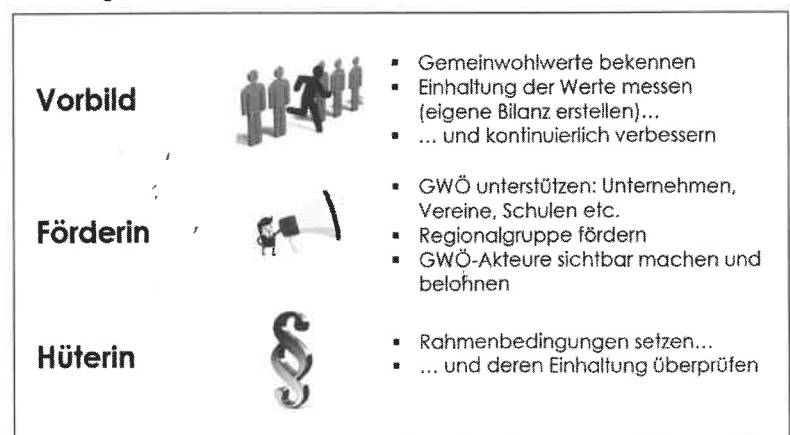 Vorbild
▪ Gemeinwohlwerte bekennen
▪ Einhaltung der Werte messen
(eigene Bilanz erstellen)...
▪ ... und kontinuierlich verbessern
Förderin
▪ GWÖ unterstützen: Unternehmen,
Vereine, Schulen etc.
▪ Regionalgruppe fördern
▪ GWÖ-Akteure sichtbar machen und
belohnen
Hüterin
▪ Rahmenbedingungen setzen...
▪ ... und deren Einhaltung überprüfen